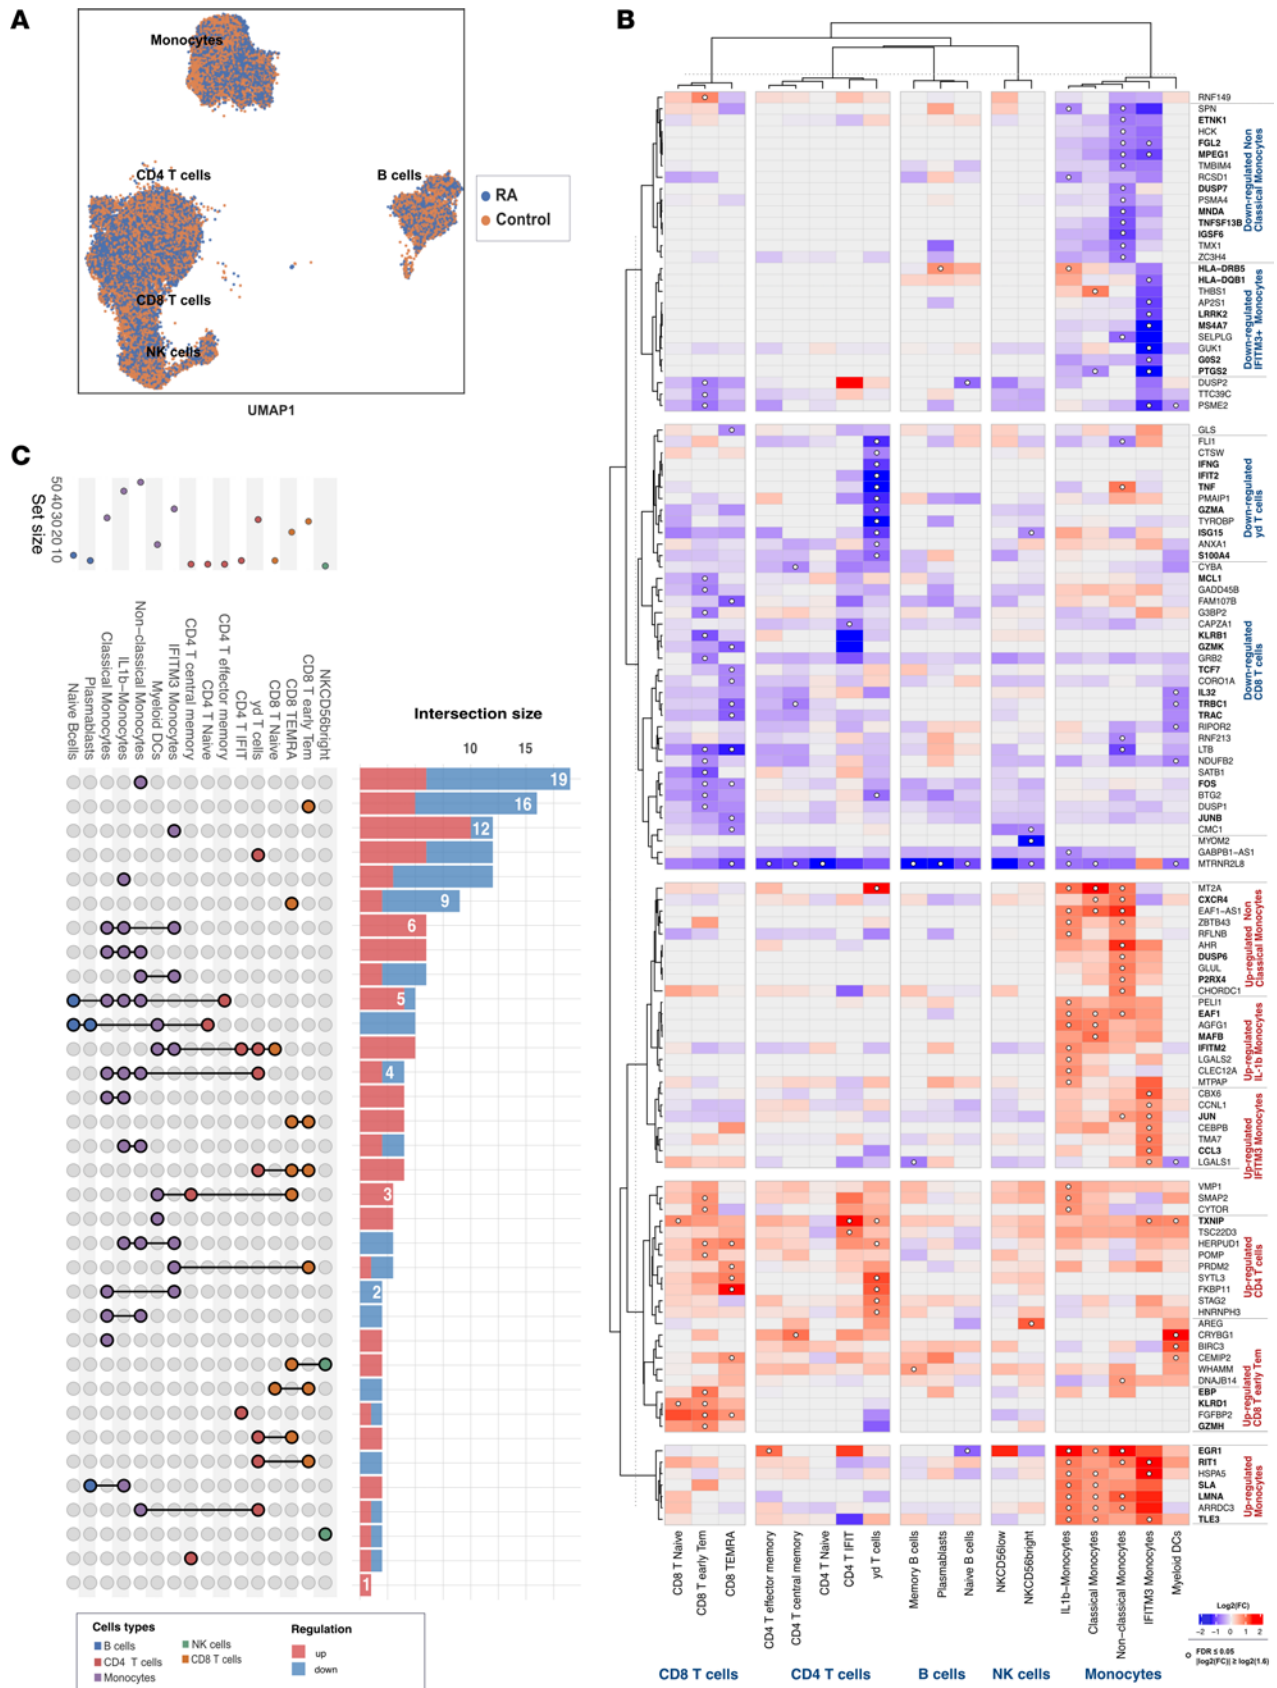 A
Monocytes
CD4 T cells
B cells
CD8 T cells
NK cells
RA
Control
UMAP1
B
RNF149
SPN
ETNK1
HCK
FGL2
MPEG1
TMBIM4
RCSD1
DUSP7
PSMA4
MNDA
TNFSF13B
IGSF6
TMX1
ZC3H4
HLA-DRB5
HLA-DQB1
THBS1
AP2S1
LRRK2
MS4A7
SELPLG
GUK1
G0S2
PTGS2
DUSP2
TTC39C
PSME2
Down-regulated Non
Classical Monocytes
Down-regulated
IFITM3+ Monocytes
GLS
FLI1
CTSW
IFNG
IFIT2
TNF
PMAIP1
GZMA
TYROBP
ISG15
ANXA1
S100A4
CYBA
MCL1
GADD45B
FAM107B
G3BP2
CAPZA1
KLRB1
GZMK
GRB2
TCF7
CORO1A
IL32
TRBC1
TRAC
RIPOR2
RNF213
LTB
NDUFB2
SATB1
FOS
BTG2
DUSP1
JUNB
CMC1
MYOM2
GABPB1-AS1
MTRNR2L8
Down-regulated
yd T cells
Down-regulated
CD8 T cells
MT2A
CXCR4
EAF1-AS1
ZBTB43
RFLNB
AHR
DUSP6
GLUL
P2RX4
CHORDC1
PELI1
EAF1
AGFG1
MAFB
IFITM2
LGALS2
CLEC12A
MTPAP
CBX6
CCNL1
JUN
CEBPB
TMA7
CCL3
LGALS1
Up-regulated Non
Classical Monocytes
Up-regulated
IL-1b Monocytes
Up-regulated
IFITM3 Monocytes
VMP1
SMAP2
CYTOR
TXNIP
TSC22D3
HERPUD1
POMP
PRDM2
SYTL3
FKBP11
STAG2
HNRNPH3
AREG
CRYBG1
BIRC3
CEMIP2
WHAMM
DNAJB14
EBP
KLRD1
FGFBP2
GZMH
Up-regulated
CD4 T cells
Up-regulated
CD8 T early Tem
EGR1
RIT1
HSPA5
SLA
LMNA
ARRDC3
TLE3
Up-regulated
Monocytes
CD8 T Naive
CD8 T early Tem
CD8 TEMRA
CD4 T effector memory
CD4 T central memory
CD4 T Naive
CD4 T IFIT
yd T cells
Memory B cells
Plasmablasts
Naive B cells
NKCD56low
NKCD56bright
IL1b-Monocytes
Classical Monocytes
Non-classical Monocytes
IFITM3 Monocytes
Myeloid DCs
CD8 T cells
CD4 T cells
B cells
NK cells
Monocytes
Log2(FC)
-2 -1 0 1 2
FDR ≤ 0.05
|log2(FC)| ≥ log2(1.6)
C
50 40 30 20 10
Set size
Naive Bcells
Plasmablasts
Classical Monocytes
IL1b-Monocytes
Non-classical Monocytes
Myeloid DCs
IFITM3 Monocytes
CD4 T central memory
CD4 T Naive
CD4 T effector memory
CD4 T IFIT
yd T cells
CD8 T Naive
CD8 TEMRA
CD8 T early Tem
NKCD56bright
Intersection size
10 15
19
16
12
9
6
5
4
3
2
1
Cells types
B cells
CD4 T cells
Monocytes
NK cells
CD8 T cells
Regulation
up
down